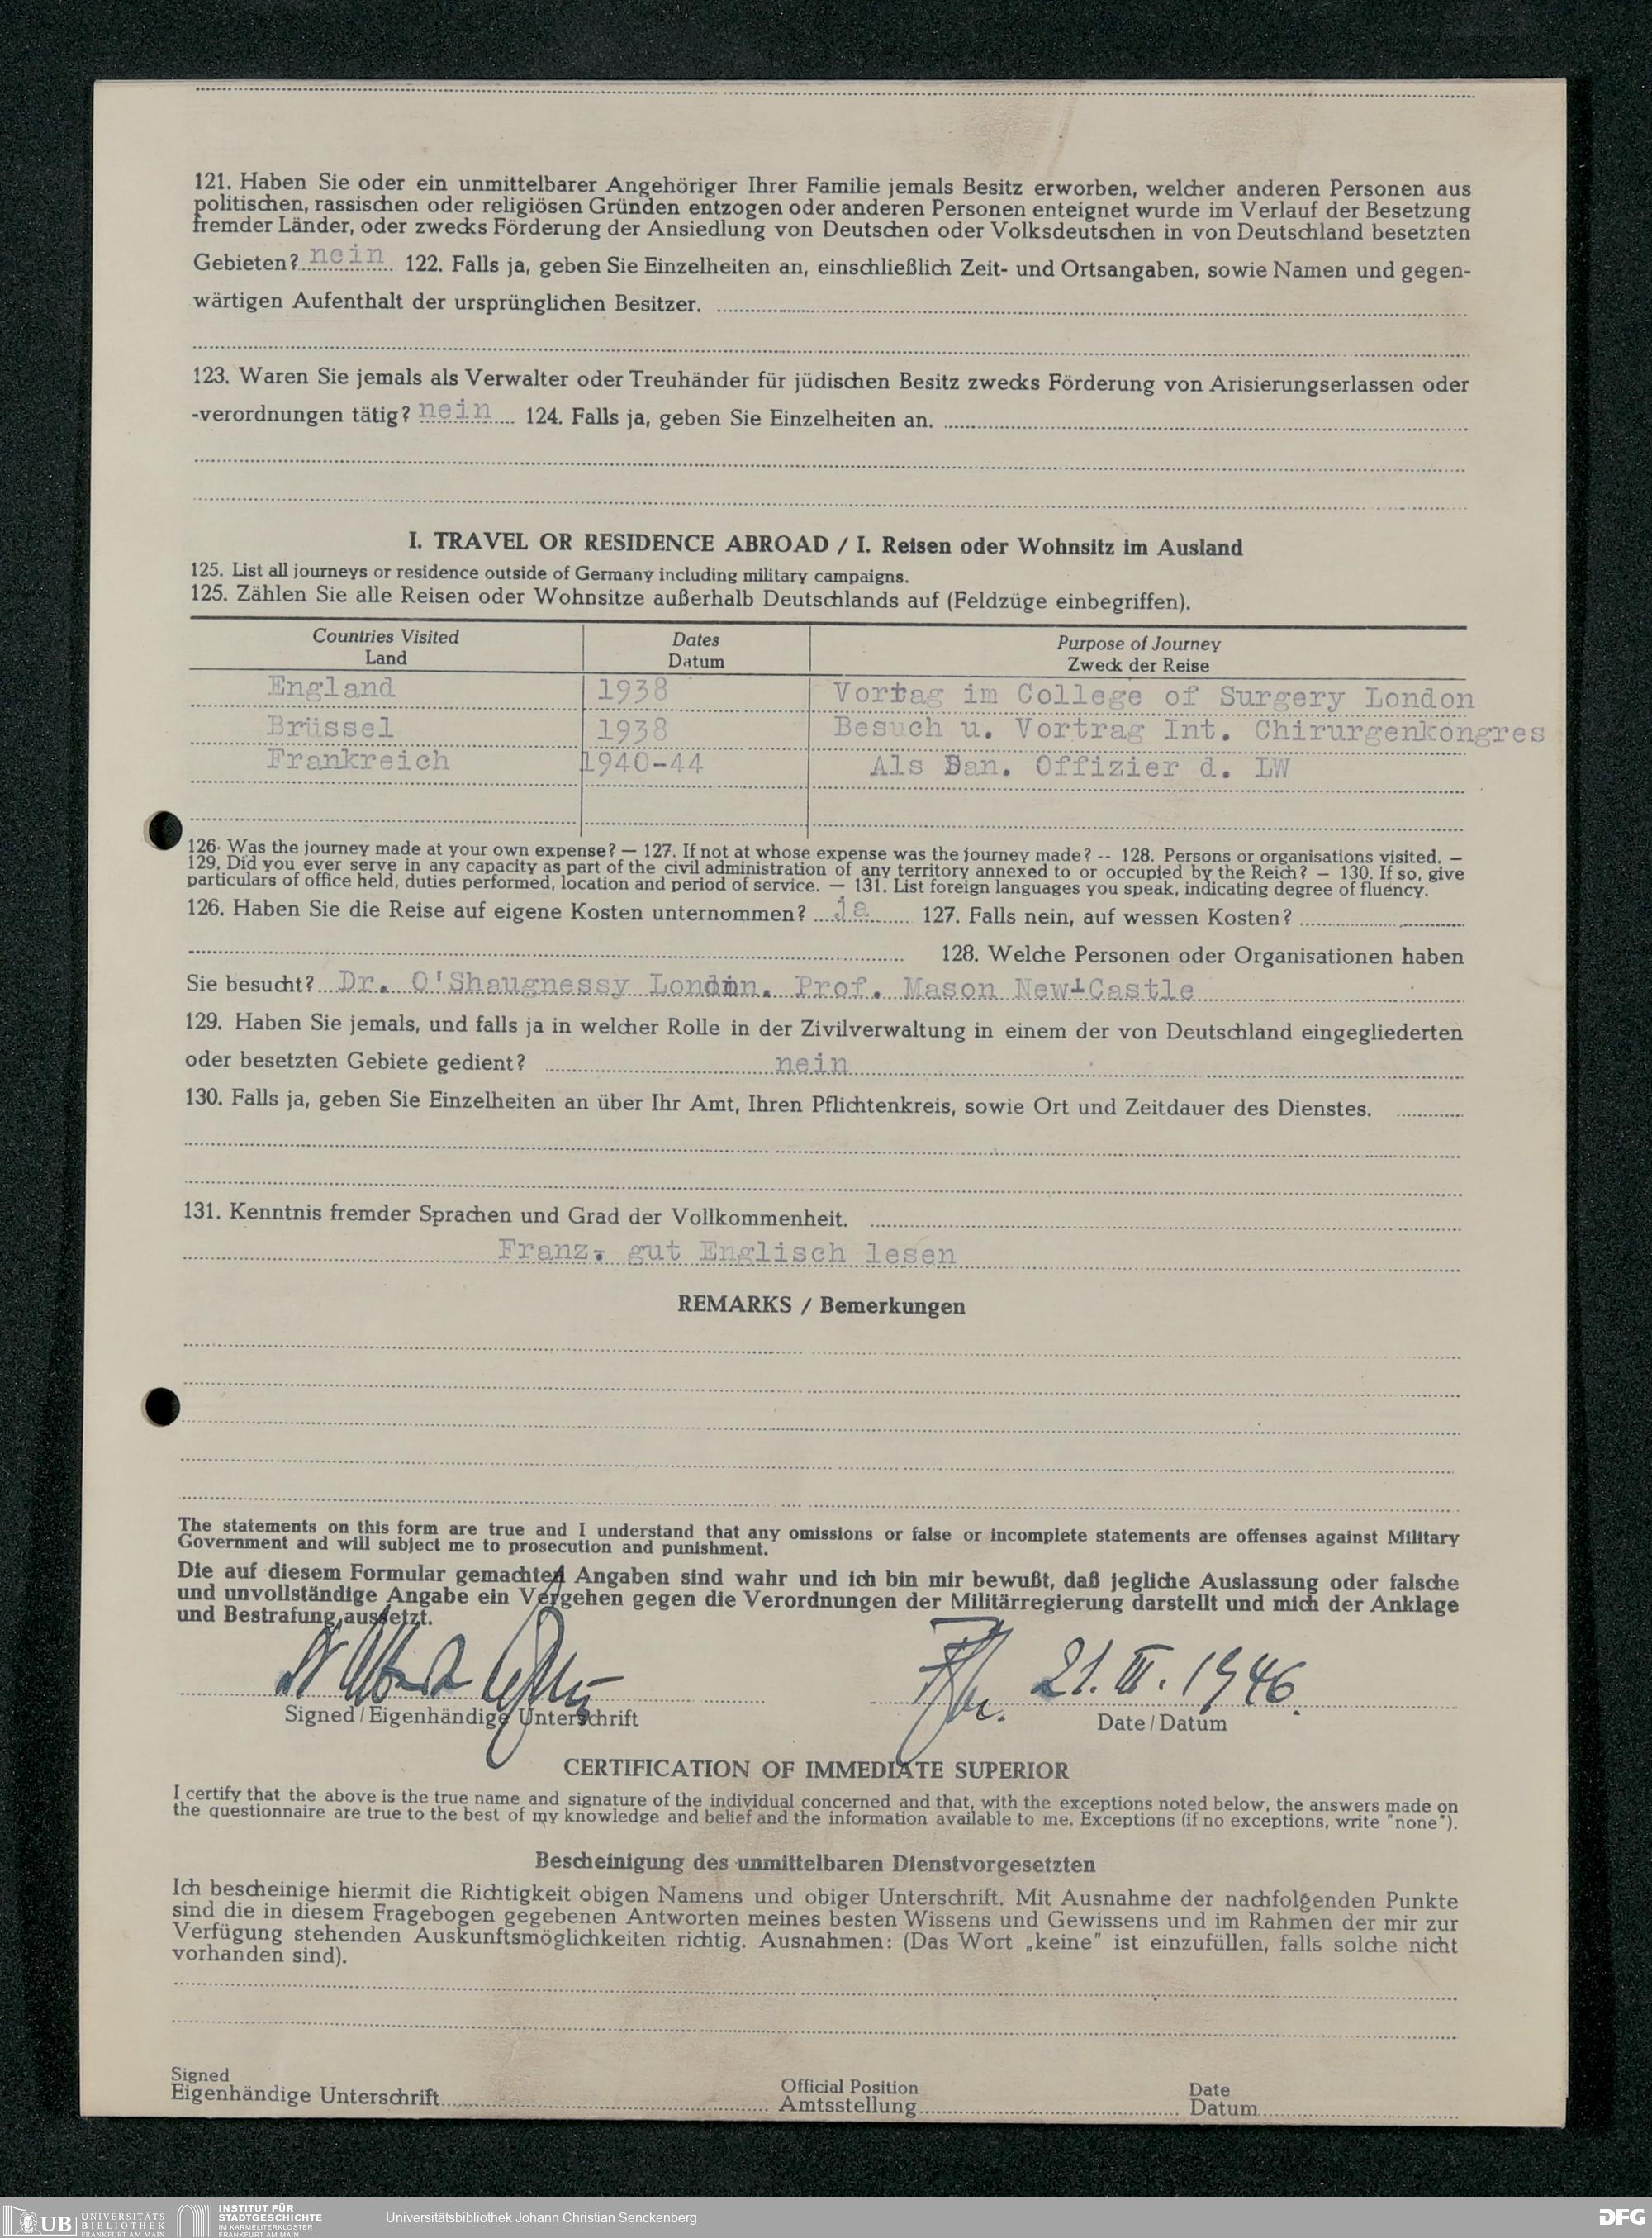 121. Haben Sie oder ein unmittelbarer Angehöriger Ihrer Familie jemals Besitz erworben, welcher anderen Personen aus
politischen, rassischen oder religiösen Gründen entzogen oder anderen Personen enteignet wurde im Verlauf der Besetzung
fremder Länder, oder zwecks Förderung der Ansiedlung von Deutschen oder Volksdeutschen in von Deutschland besetzten
Gebieten? nein 122. Falls ja, geben Sie Einzelheiten an, einschließlich Zeit- und Ortsangaben, sowie Namen und gegen-
wärtigen Aufenthalt der ursprünglichen Besitzer.
123. Waren Sie jemals als Verwalter oder Treuhänder für jüdischen Besitz zwecks Förderung von Arisierungserlassen oder
-verordnungen tätig? nein 124. Falls ja, geben Sie Einzelheiten an.
I. TRAVEL OR RESIDENCE ABROAD / I. Reisen oder Wohnsitz im Ausland
125. List all journeys or residence outside of Germany including military campaigns.
125. Zählen Sie alle Reisen oder Wohnsitze außerhalb Deutschlands auf (Feldzüge einbegriffen).
Countries Visited Dates Purpose of Journey
Land Datum Zweck der Reise
England 1938 Vortag im College of Surgery London
Brüssel 1938 Besuch u. Vortrag Int. Chirurgenkongres
Frankreich 1940-44 Als San. Offizier d. LW
126. Was the journey made at your own expense? — 127. If not at whose expense was the journey made? -- 128. Persons or organisations visited. —
129. Did you ever serve in any capacity as part of the civil administration of any territory annexed to or occupied by the Reich? — 130. If so, give
particulars of office held, duties performed, location and period of service. — 131. List foreign languages you speak, indicating degree of fluency.
126. Haben Sie die Reise auf eigene Kosten unternommen? ja 127. Falls nein, auf wessen Kosten?
128. Welche Personen oder Organisationen haben
Sie besucht? Dr. O'Shaugnessy London. Prof. Mason New-Castle
129. Haben Sie jemals, und falls ja in welcher Rolle in der Zivilverwaltung in einem der von Deutschland eingegliederten
oder besetzten Gebiete gedient? nein
130. Falls ja, geben Sie Einzelheiten an über Ihr Amt, Ihren Pflichtenkreis, sowie Ort und Zeitdauer des Dienstes.
131. Kenntnis fremder Sprachen und Grad der Vollkommenheit.
Franz. gut Englisch lesen
REMARKS / Bemerkungen
The statements on this form are true and I understand that any omissions or false or incomplete statements are offenses against Military
Government and will subject me to prosecution and punishment.
Die auf diesem Formular gemachten Angaben sind wahr und ich bin mir bewußt, daß jegliche Auslassung oder falsche
und unvollständige Angabe ein Vergehen gegen die Verordnungen der Militärregierung darstellt und mich der Anklage
und Bestrafung aussetzt.
21. III. 1946.
Signed / Eigenhändige Unterschrift Date / Datum
CERTIFICATION OF IMMEDIATE SUPERIOR
I certify that the above is the true name and signature of the individual concerned and that, with the exceptions noted below, the answers made on
the questionnaire are true to the best of my knowledge and belief and the information available to me. Exceptions (if no exceptions, write "none").
Bescheinigung des unmittelbaren Dienstvorgesetzten
Ich bescheinige hiermit die Richtigkeit obigen Namens und obiger Unterschrift. Mit Ausnahme der nachfolgenden Punkte
sind die in diesem Fragebogen gegebenen Antworten meines besten Wissens und Gewissens und im Rahmen der mir zur
Verfügung stehenden Auskunftsmöglichkeiten richtig. Ausnahmen: (Das Wort „keine" ist einzufüllen, falls solche nicht
vorhanden sind).
Signed Official Position Date
Eigenhändige Unterschrift Amtsstellung Datum
UB UNIVERSITÄTS BIBLIOTHEK FRANKFURT AM MAIN
INSTITUT FÜR STADTGESCHICHTE IM KARMELITERKLOSTER FRANKFURT AM MAIN
Universitätsbibliothek Johann Christian Senckenberg
DFG